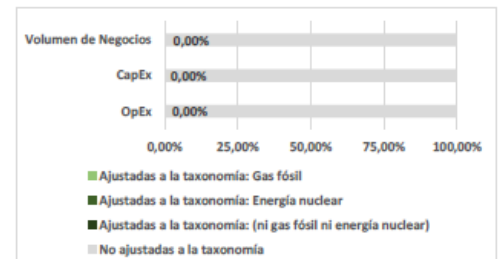 Volumen de Negocios 0,00%
CapEx 0,00%
OpEx 0,00%
0,00% 25,00% 50,00% 75,00% 100,00%
Ajustadas a la taxonomía: Gas fósil
Ajustadas a la taxonomía: Energía nuclear
Ajustadas a la taxonomía: (ni gas fósil ni energía nuclear)
No ajustadas a la taxonomía